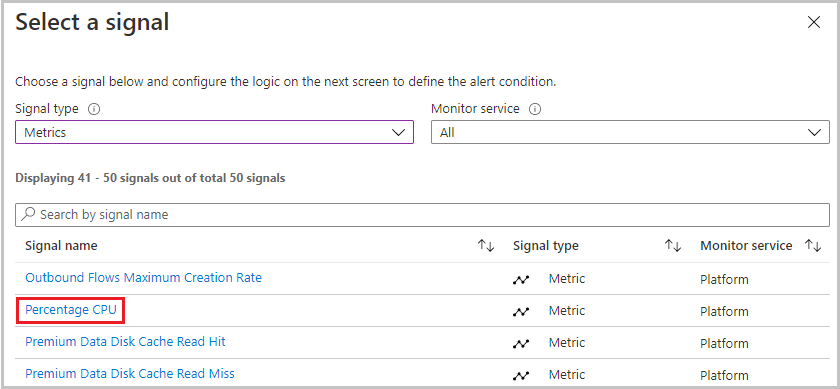 Select a signal
Choose a signal below and configure the logic on the next screen to define the alert condition.
Signal type Monitor service
Metrics All
Displaying 41 - 50 signals out of total 50 signals
Search by signal name
Signal name Signal type Monitor service
Outbound Flows Maximum Creation Rate Metric Platform
Percentage CPU Metric Platform
Premium Data Disk Cache Read Hit Metric Platform
Premium Data Disk Cache Read Miss Metric Platform